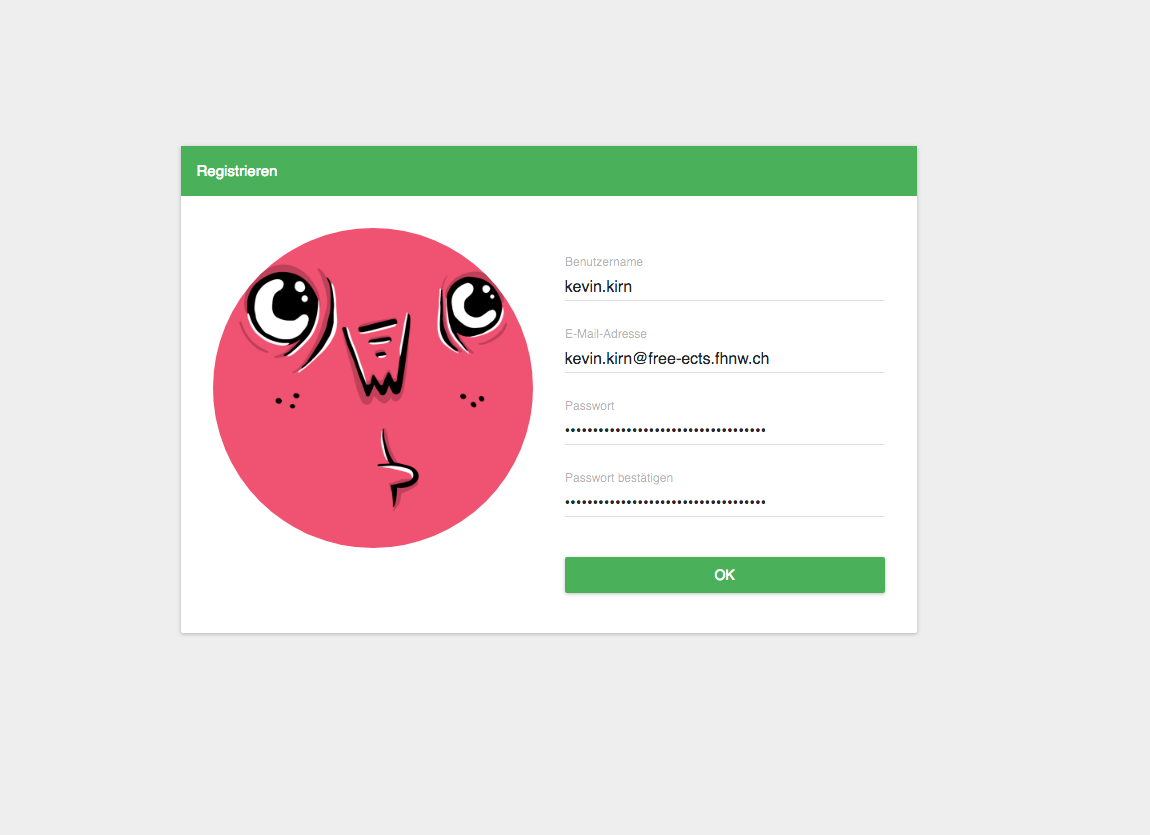 Registrieren
Benutzername
kevin.kirn
E-Mail-Adresse
kevin.kirn@free-ects.fhnw.ch
Passwort
••••••••••••••••••••••••••••••••••••
Passwort bestätigen
••••••••••••••••••••••••••••••••••••
OK